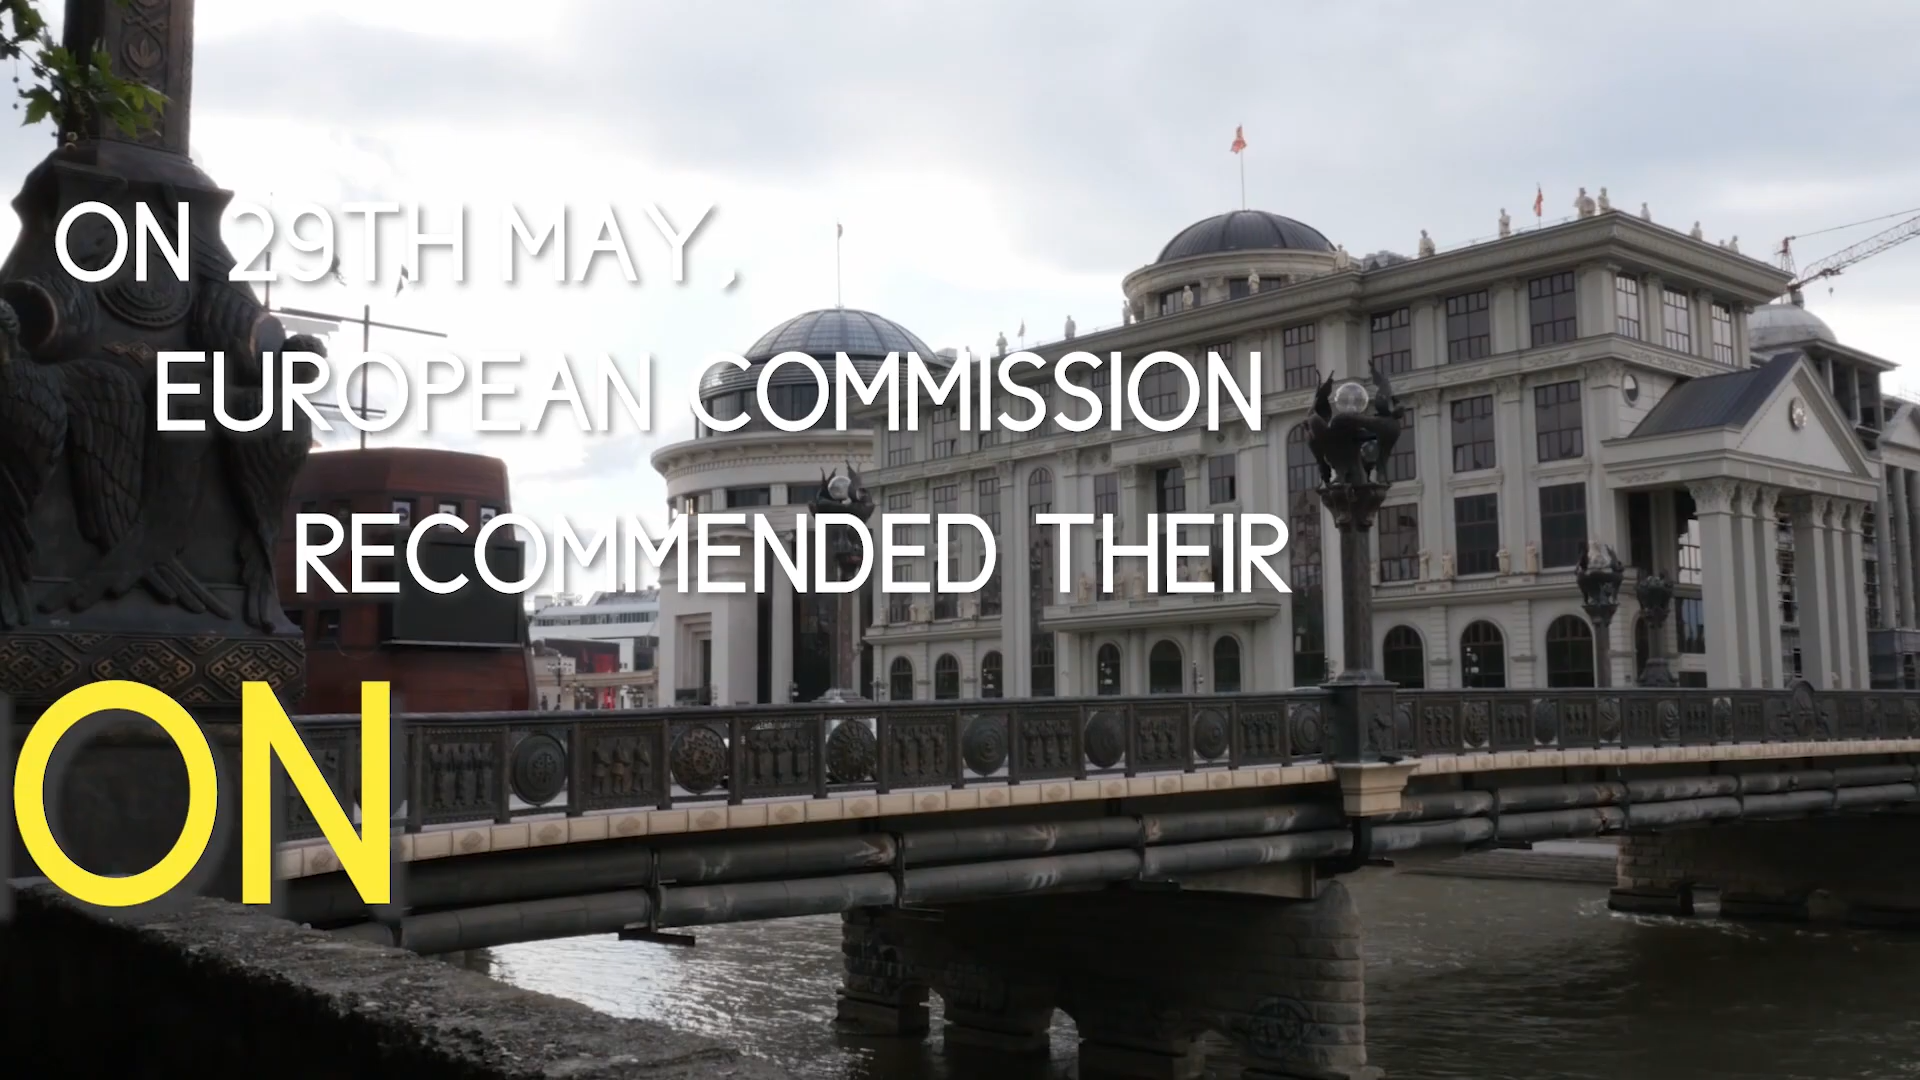 ON 29TH MAY,
EUROPEAN COMMISSION
RECOMMENDED THEIR
ON